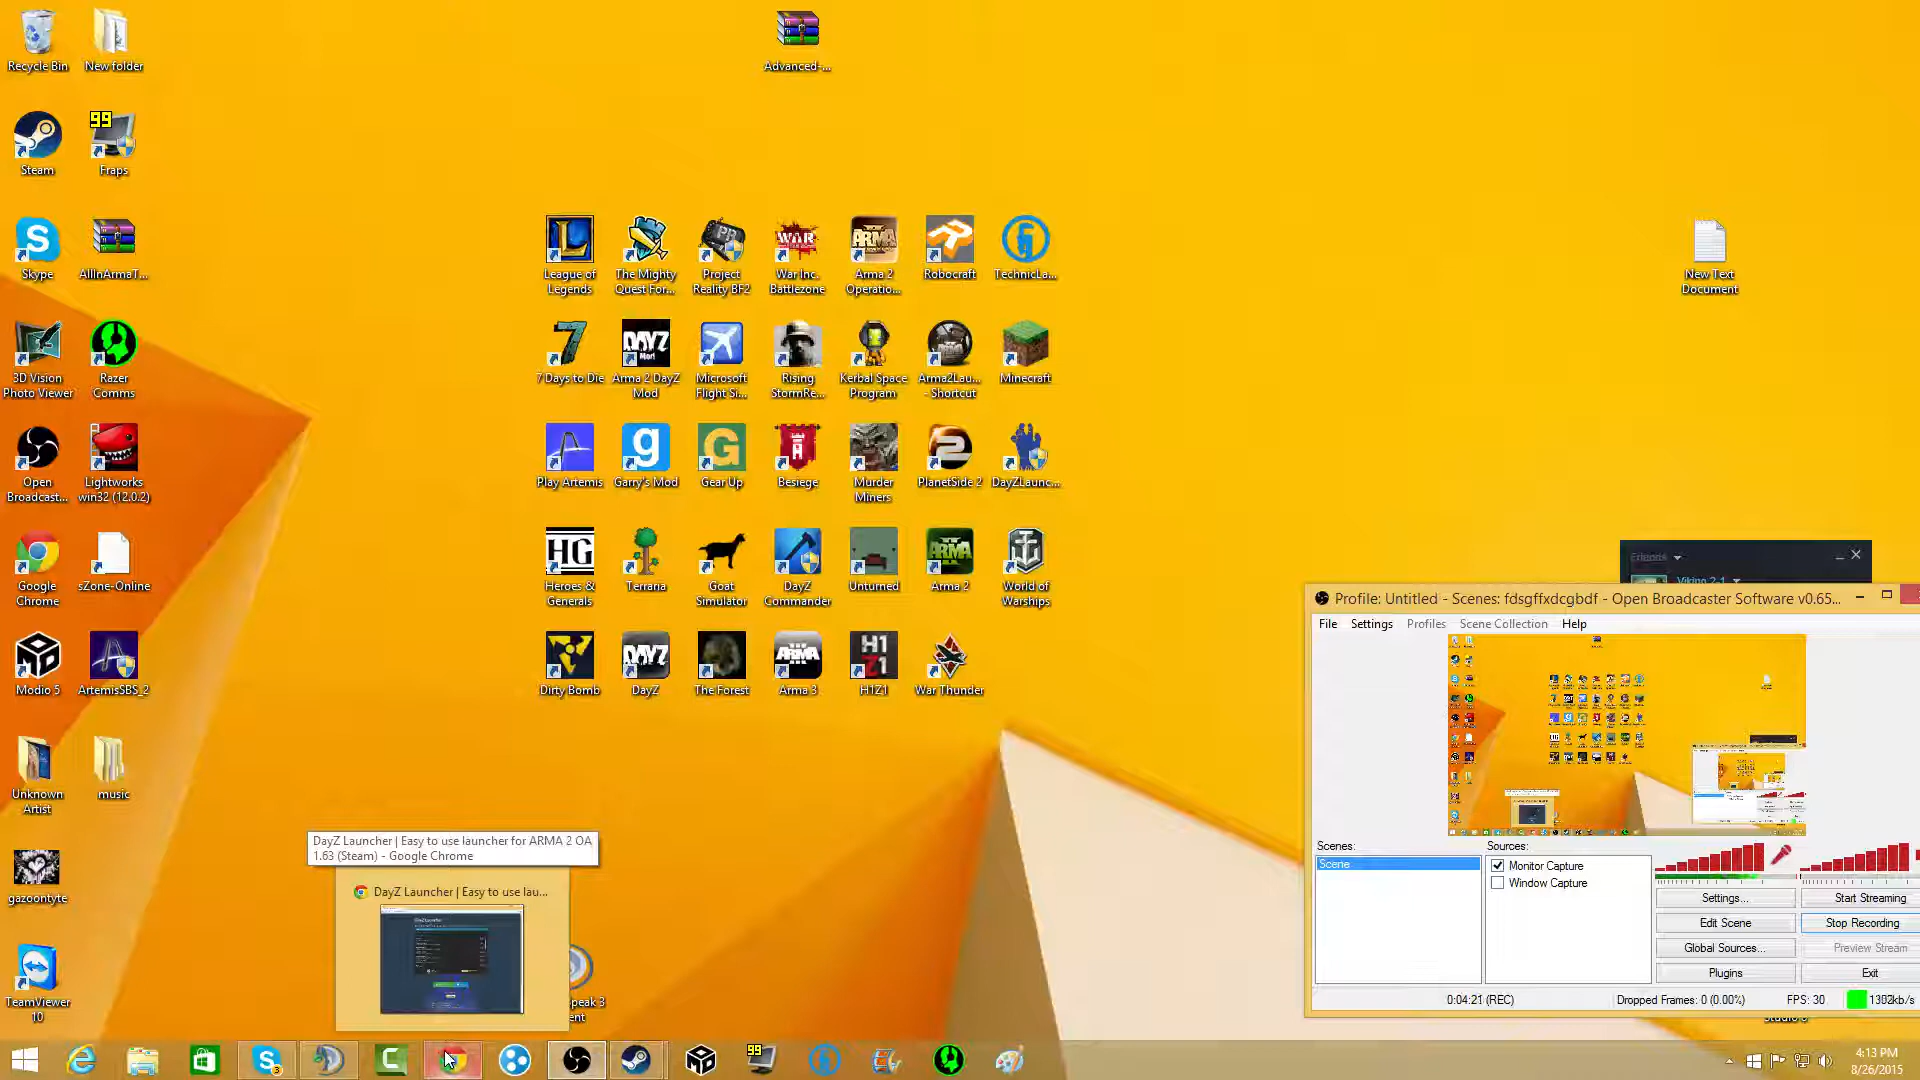 Recycle Bin
New folder
Advanced-...
Steam
99
Fraps
Skype
AllInArmaT...
League of
Legends
The Mighty
Quest For...
Project
Reality BF2
War Inc.
Battlezone
Arma 2
Operatio...
Robocraft
TechnicLa...
New Text
Document
3D Vision
Photo Viewer
Razer
Comms
7 Days to Die
Arma 2 DayZ
Mod
Microsoft
Flight Si...
Rising
StormRe...
Kerbal Space
Program
Arma2Lau...
- Shortcut
Minecraft
Open
Broadcast...
Lightworks
win32 (12.0.2)
Play Artemis
Garry's Mod
Gear Up
Besiege
Murder
Miners
PlanetSide 2
DayZLaunc...
Google
Chrome
sZone-Online
Heroes &
Generals
Terraria
Goat
Simulator
DayZ
Commander
Unturned
Arma 2
World of
Warships
Friends
Viking 2-1
Modio 5
ArtemisSBS_2
Dirty Bomb
DayZ
The Forest
Arma 3
H1Z1
War Thunder
Profile: Untitled - Scenes: fdsgffxdcgbdf - Open Broadcaster Software v0.65...
File
Settings
Profiles
Scene Collection
Help
Unknown
Artist
music
DayZ Launcher | Easy to use launcher for ARMA 2 OA
1.63 (Steam) - Google Chrome
DayZ Launcher | Easy to use lau...
gazoontyte
TeamViewer
10
peak 3
ent
Scenes:
Scene
Sources:
Monitor Capture
Window Capture
Settings...
Start Streaming
Edit Scene
Stop Recording
Global Sources...
Preview Stream
Plugins
Exit
0:04:21 (REC)
Dropped Frames: 0 (0.00%)
FPS: 30
1302kb/s
Studio 8
3
99
4:13 PM
8/26/2015